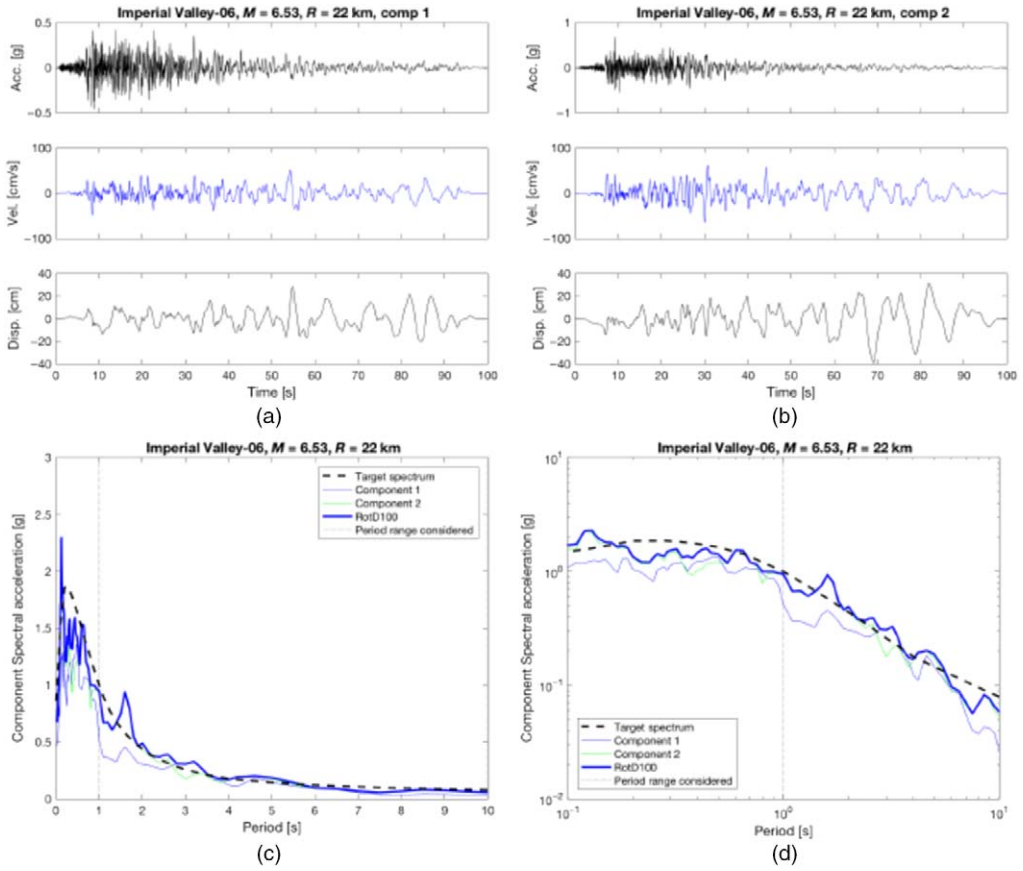 Imperial Valley-06, M = 6.53, R = 22 km, comp 1
Acc. [g]
0.5
0
−0.5
Vel. [cm/s]
100
0
−100
Disp. [cm]
40
20
0
−20
−40
0 10 20 30 40 50 60 70 80 90 100
Time [s]
(a)
Imperial Valley-06, M = 6.53, R = 22 km, comp 2
Acc. [g]
1
0
−1
Vel. [cm/s]
100
0
−100
Disp. [cm]
40
20
0
−20
−40
0 10 20 30 40 50 60 70 80 90 100
Time [s]
(b)
Imperial Valley-06, M = 6.53, R = 22 km
Component Spectral acceleration [g]
3
2.5
2
1.5
1
0.5
0
Target spectrum
Component 1
Component 2
RotD100
Period range considered
0 1 2 3 4 5 6 7 8 9 10
Period [s]
(c)
Imperial Valley-06, M = 6.53, R = 22 km
Component Spectral acceleration [g]
10¹
10⁰
10⁻¹
10⁻²
Target spectrum
Component 1
Component 2
RotD100
Period range considered
10⁻¹ 10⁰ 10¹
Period [s]
(d)